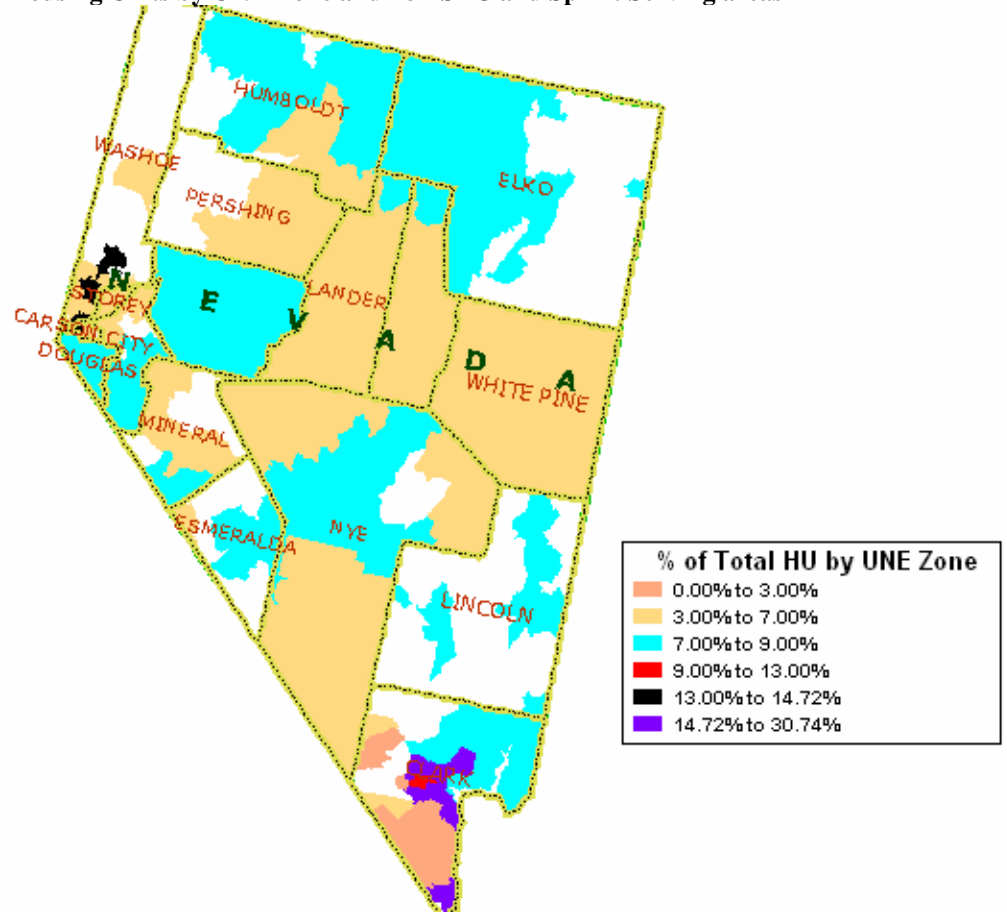 HUMBOLDT
WASHOE
ELKO
PERSHING
N
E
V
A
D
A
STOREY
LANDER
CARSON CITY
DOUGLAS
WHITE PINE
MINERAL
ESMERALDA
NYE
LINCOLN
CLARK
% of Total HU by UNE Zone
0.00% to 3.00%
3.00% to 7.00%
7.00% to 9.00%
9.00% to 13.00%
13.00% to 14.72%
14.72% to 30.74%